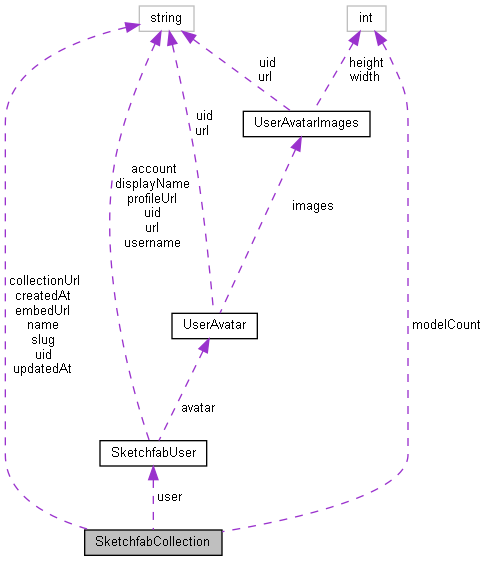 string
int
uid
url
height
width
UserAvatarImages
uid
url
account
displayName
profileUrl
uid
url
username
images
collectionUrl
createdAt
embedUrl
name
slug
uid
updatedAt
UserAvatar
modelCount
avatar
SketchfabUser
user
SketchfabCollection